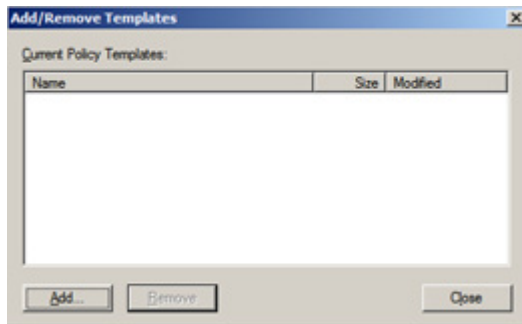 Add/Remove Templates
Current Policy Templates:
Name Size Modified
Add... Remove Close